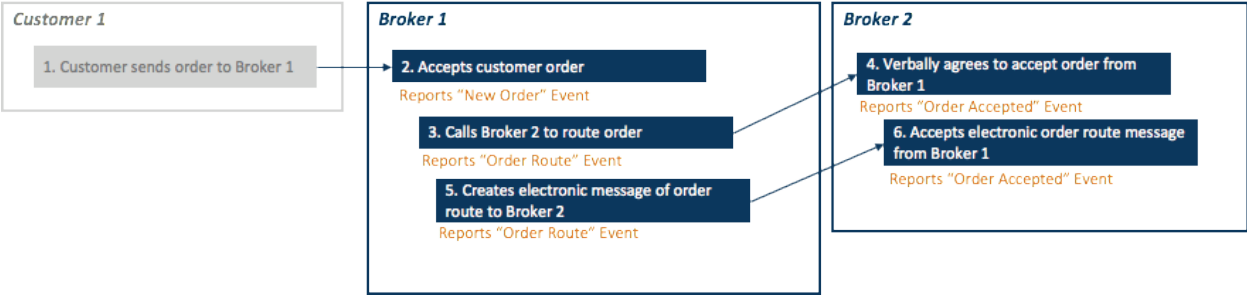 Customer 1
1. Customer sends order to Broker 1
Broker 1
2. Accepts customer order
Reports "New Order" Event
3. Calls Broker 2 to route order
Reports "Order Route" Event
5. Creates electronic message of order
route to Broker 2
Reports "Order Route" Event
Broker 2
4. Verbally agrees to accept order from
Broker 1
Reports "Order Accepted" Event
6. Accepts electronic order route message
from Broker 1
Reports "Order Accepted" Event